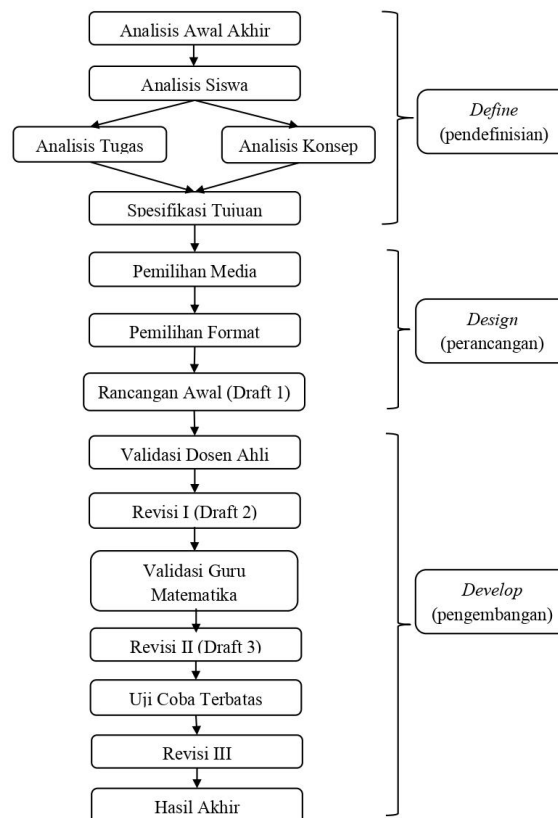 Analisis Awal Akhir
Analisis Siswa
Analisis Tugas
Analisis Konsep
Spesifikasi Tujuan
Define
(pendefinisian)
Pemilihan Media
Pemilihan Format
Rancangan Awal (Draft 1)
Design
(perancangan)
Validasi Dosen Ahli
Revisi I (Draft 2)
Validasi Guru
Matematika
Revisi II (Draft 3)
Uji Coba Terbatas
Revisi III
Hasil Akhir
Develop
(pengembangan)